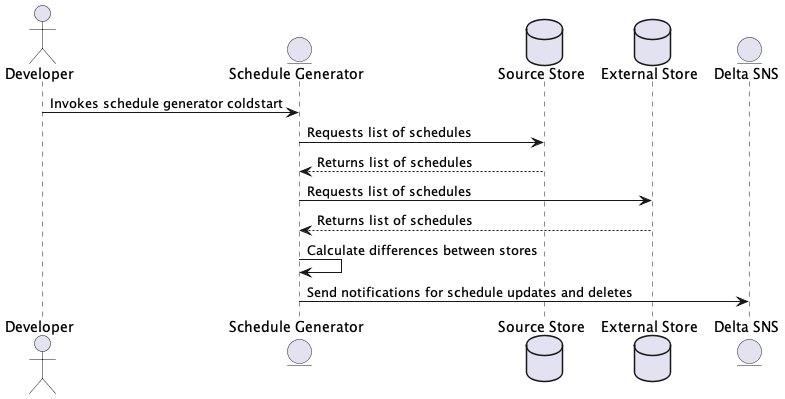 Developer
Schedule Generator
Source Store
External Store
Delta SNS
Invokes schedule generator coldstart
Requests list of schedules
Returns list of schedules
Requests list of schedules
Returns list of schedules
Calculate differences between stores
Send notifications for schedule updates and deletes
Developer
Schedule Generator
Source Store
External Store
Delta SNS